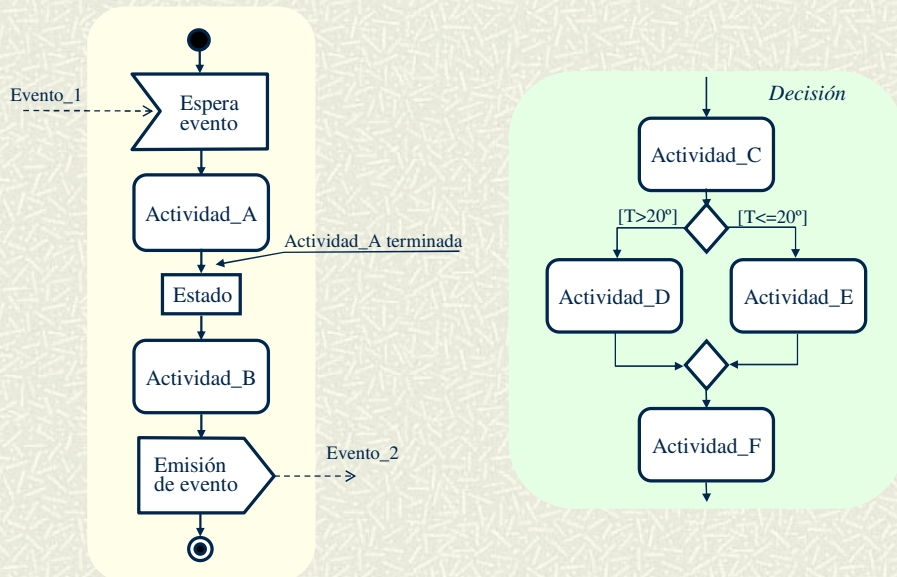 Evento_1
Espera
evento
Actividad_A
Actividad_A terminada
Estado
Actividad_B
Emisión
de evento
Evento_2
Decisión
Actividad_C
[T>20º]
[T<=20º]
Actividad_D
Actividad_E
Actividad_F